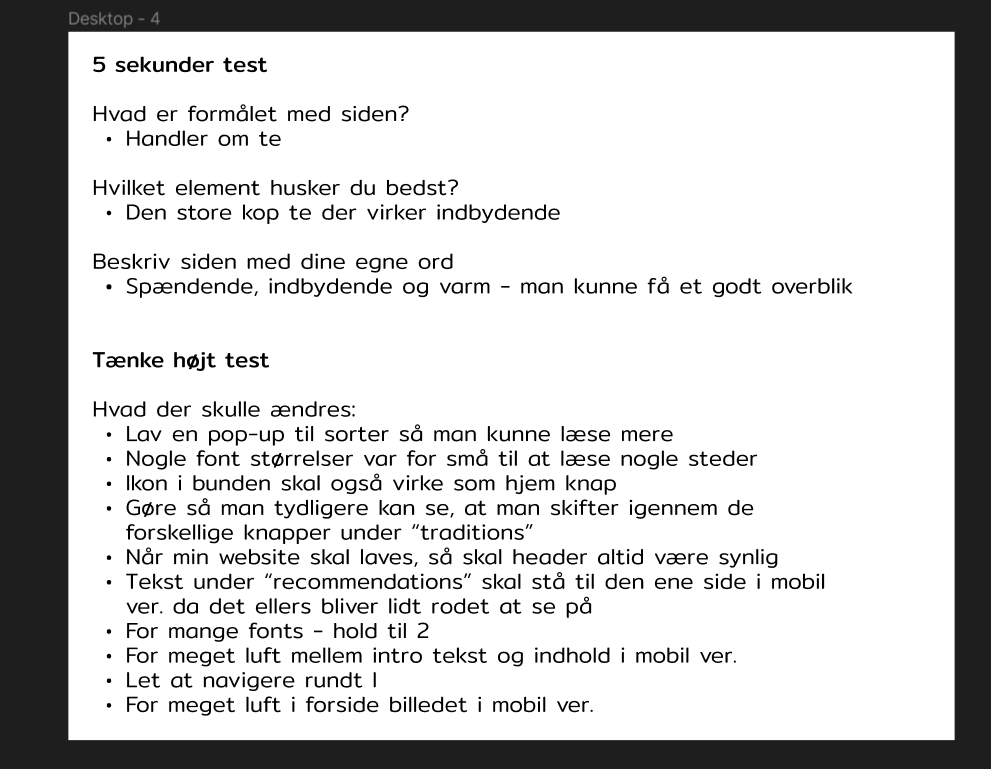 Desktop - 4
5 sekunder test
Hvad er formålet med siden?
• Handler om te
Hvilket element husker du bedst?
• Den store kop te der virker indbydende
Beskriv siden med dine egne ord
• Spændende, indbydende og varm - man kunne få et godt overblik
Tænke højt test
Hvad der skulle ændres:
• Lav en pop-up til sorter så man kunne læse mere
• Nogle font størrelser var for små til at læse nogle steder
• Ikon i bunden skal også virke som hjem knap
• Gøre så man tydligere kan se, at man skifter igennem de
forskellige knapper under “traditions”
• Når min website skal laves, så skal header altid være synlig
• Tekst under “recommendations” skal stå til den ene side i mobil
ver. da det ellers bliver lidt rodet at se på
• For mange fonts - hold til 2
• For meget luft mellem intro tekst og indhold i mobil ver.
• Let at navigere rundt I
• For meget luft i forside billedet i mobil ver.